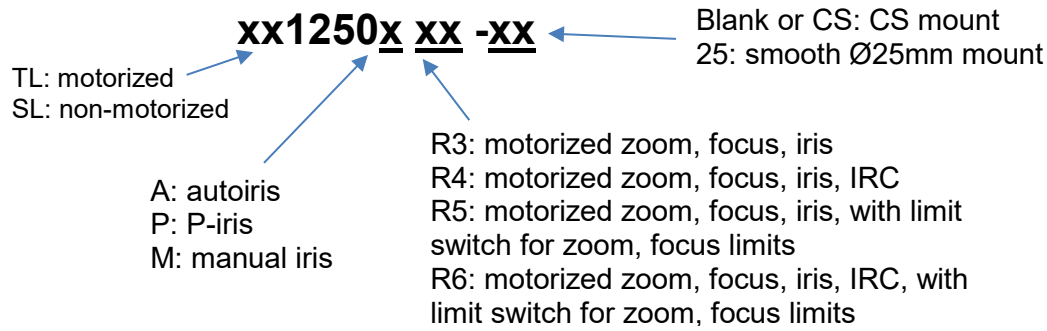 xx1250x xx -xx
Blank or CS: CS mount
25: smooth Ø25mm mount
TL: motorized
SL: non-motorized
A: autoiris
P: P-iris
M: manual iris
R3: motorized zoom, focus, iris
R4: motorized zoom, focus, iris, IRC
R5: motorized zoom, focus, iris, with limit
switch for zoom, focus limits
R6: motorized zoom, focus, iris, IRC, with
limit switch for zoom, focus limits